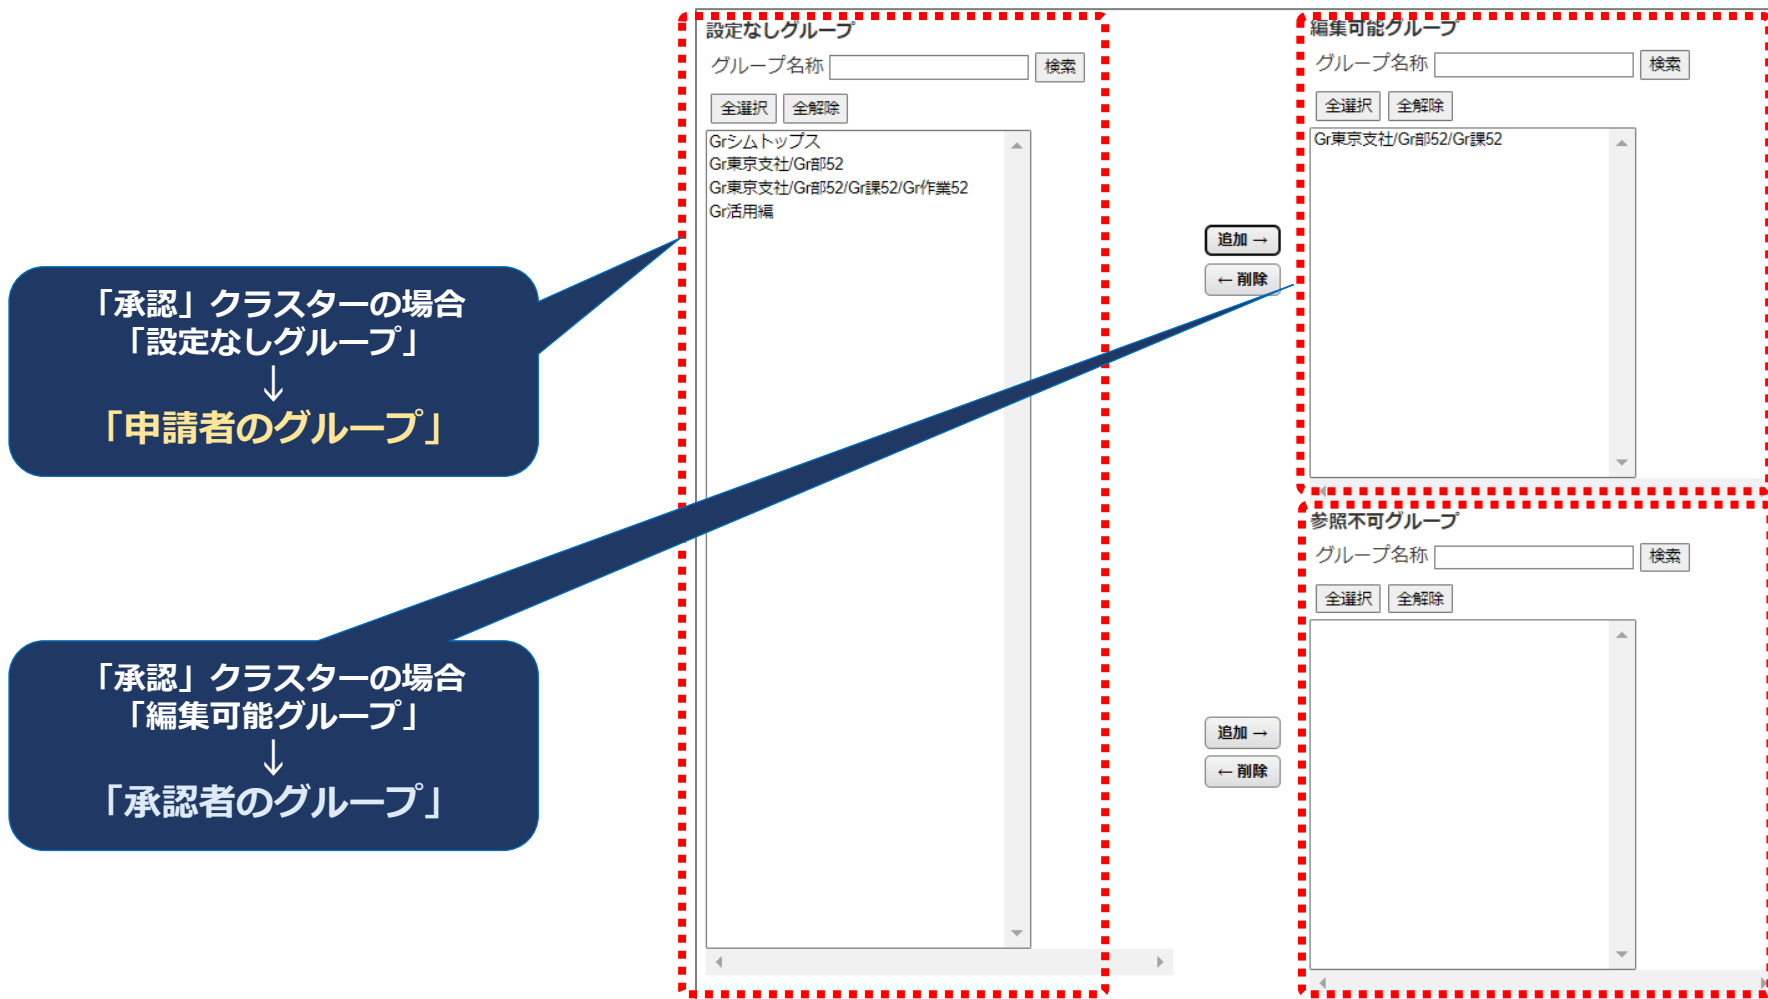 「承認」クラスターの場合
「設定なしグループ」
↓
「申請者のグループ」
「承認」クラスターの場合
「編集可能グループ」
↓
「承認者のグループ」
設定なしグループ
グループ名称
検索
全選択
全解除
Grシムトップス
Gr東京支社/Gr部52
Gr東京支社/Gr部52/Gr課52/Gr作業52
Gr活用編
追加 →
← 削除
追加 →
← 削除
編集可能グループ
グループ名称
検索
全選択
全解除
Gr東京支社/Gr部52/Gr課52
参照不可グループ
グループ名称
検索
全選択
全解除